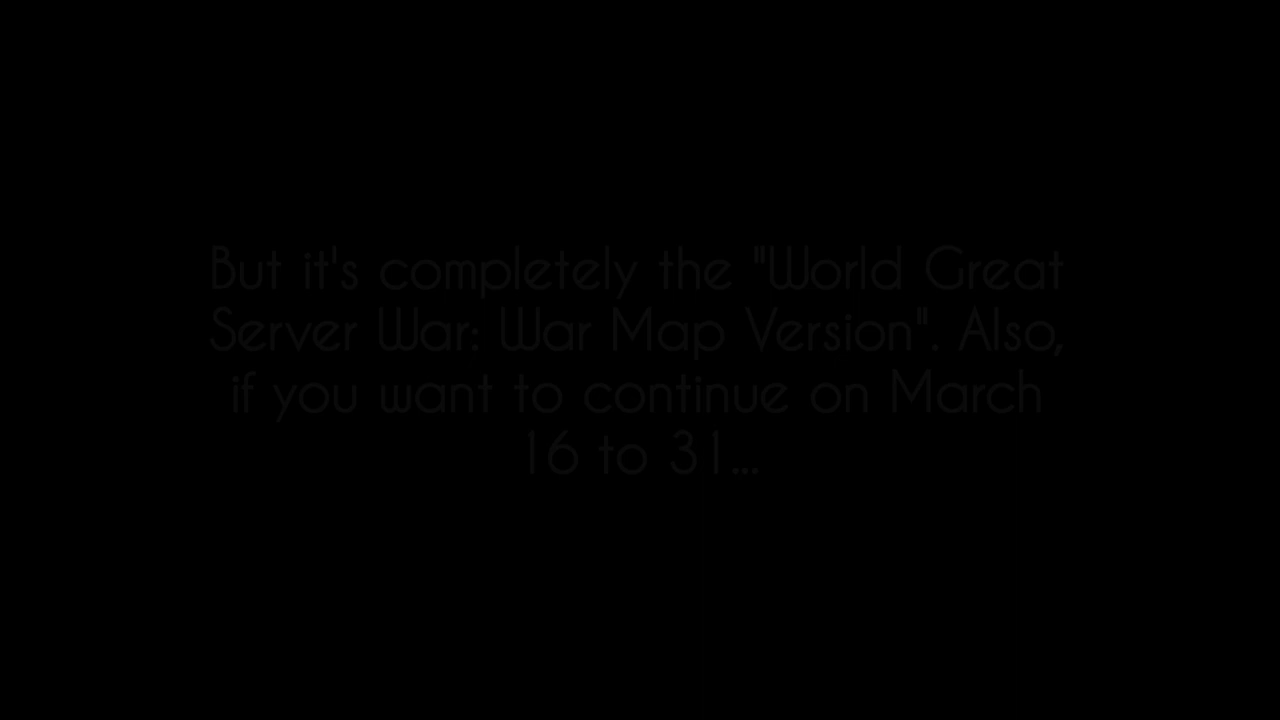 But it's completely the "World Great
Server War: War Map Version". Also,
if you want to continue on March
16 to 31...